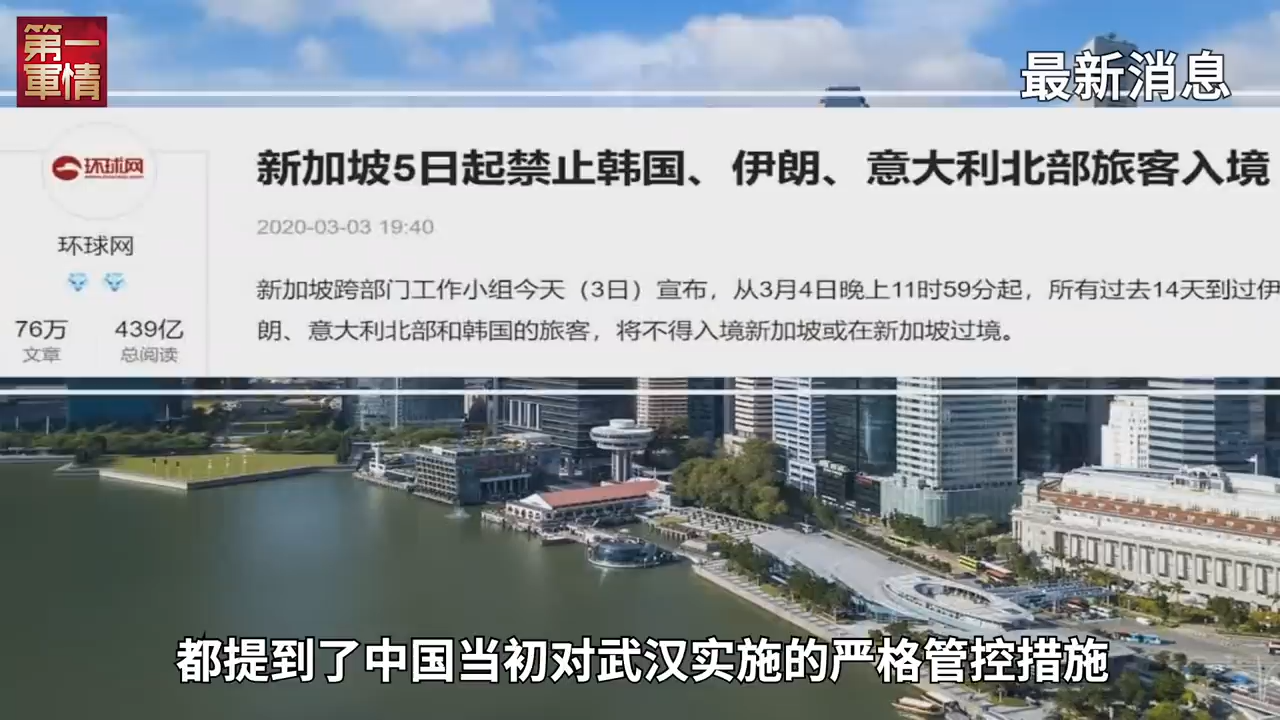 第一
軍情
最新消息
环球网
新加坡5日起禁止韩国、伊朗、意大利北部旅客入境
2020-03-03 19:40
环球网
新加坡跨部门工作小组今天（3日）宣布，从3月4日晚上11时59分起，所有过去14天到过伊
朗、意大利北部和韩国的旅客，将不得入境新加坡或在新加坡过境。
76万
439亿
文章
总阅读
都提到了中国当初对武汉实施的严格管控措施